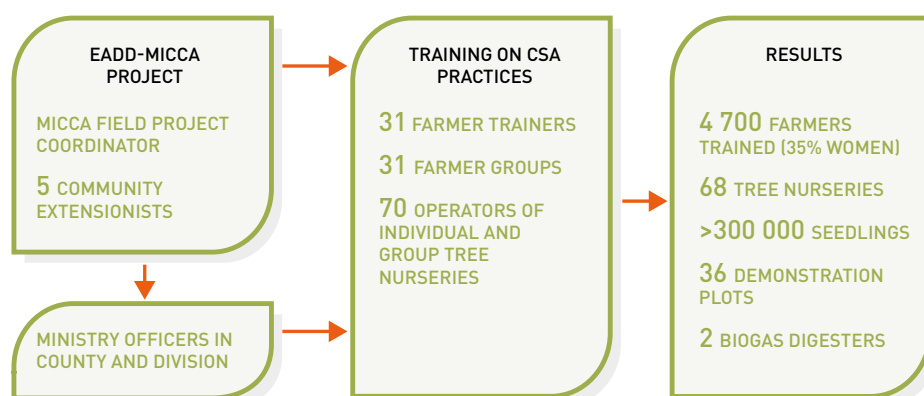 EADD-MICCA
PROJECT
MICCA FIELD PROJECT
COORDINATOR
5 COMMUNITY
EXTENSIONISTS
MINISTRY OFFICERS IN
COUNTY AND DIVISION
TRAINING ON CSA
PRACTICES
31 FARMER TRAINERS
31 FARMER GROUPS
70 OPERATORS OF
INDIVIDUAL AND
GROUP TREE
NURSERIES
RESULTS
4 700 FARMERS
TRAINED (35% WOMEN)
68 TREE NURSERIES
>300 000 SEEDLINGS
36 DEMONSTRATION
PLOTS
2 BIOGAS DIGESTERS